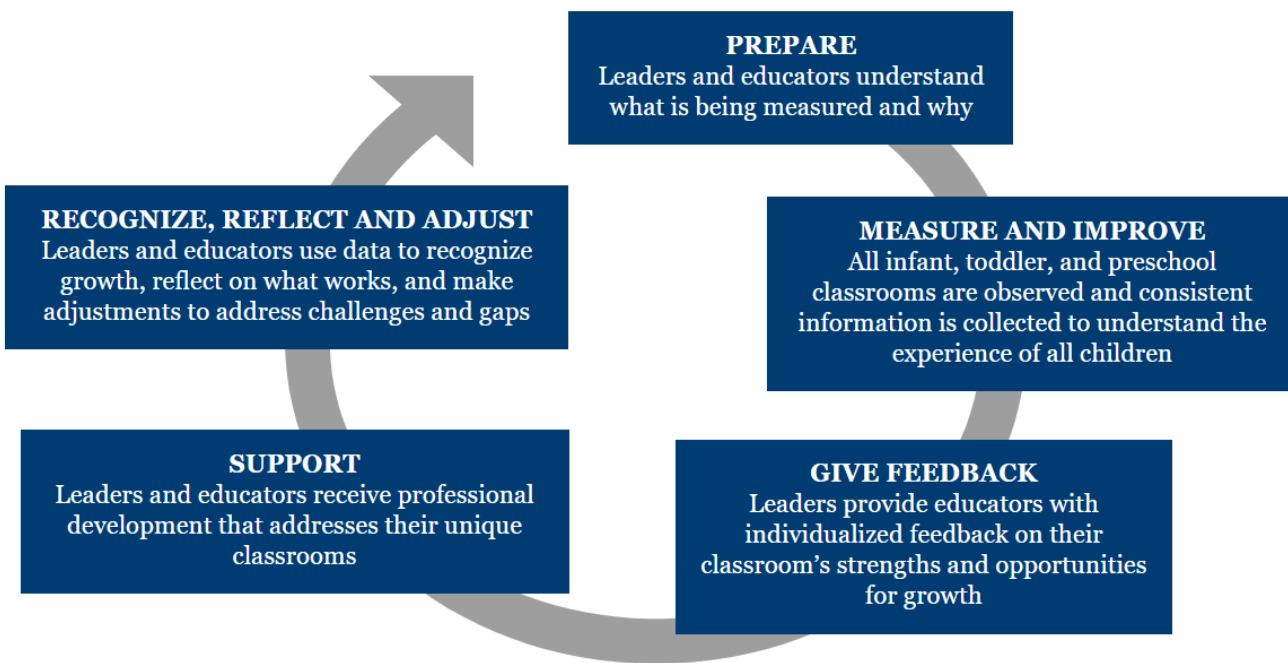 PREPARE
Leaders and educators understand
what is being measured and why
MEASURE AND IMPROVE
All infant, toddler, and preschool
classrooms are observed and consistent
information is collected to understand the
experience of all children
GIVE FEEDBACK
Leaders provide educators with
individualized feedback on their
classroom’s strengths and opportunities
for growth
SUPPORT
Leaders and educators receive professional
development that addresses their unique
classrooms
RECOGNIZE, REFLECT AND ADJUST
Leaders and educators use data to recognize
growth, reflect on what works, and make
adjustments to address challenges and gaps